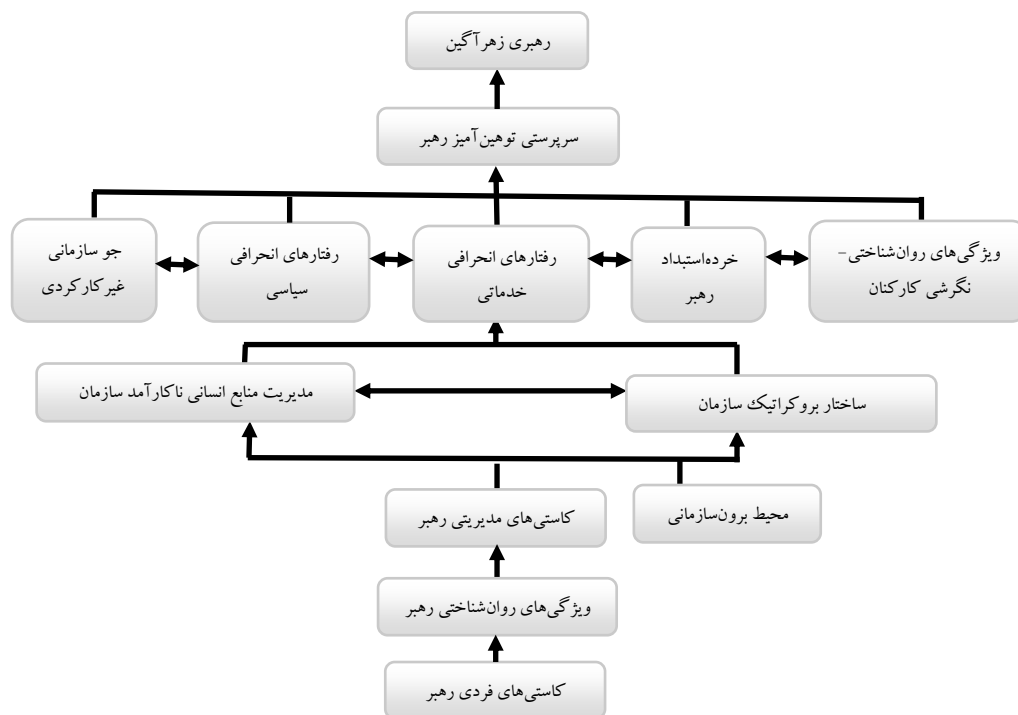 رهبری زهرآگین
سرپرستی توهین‌آمیز رهبر
ویژگی‌های روان‌شناختی-
نگرشی کارکنان
خرده‌استبداد
رهبر
رفتارهای انحرافی
خدماتی
رفتارهای انحرافی
سیاسی
جو سازمانی
غیرکارکردی
ساختار بروکراتیک سازمان
مدیریت منابع انسانی ناکارآمد سازمان
محیط برون‌سازمانی
کاستی‌های مدیریتی رهبر
ویژگی‌های روان‌شناختی رهبر
کاستی‌های فردی رهبر